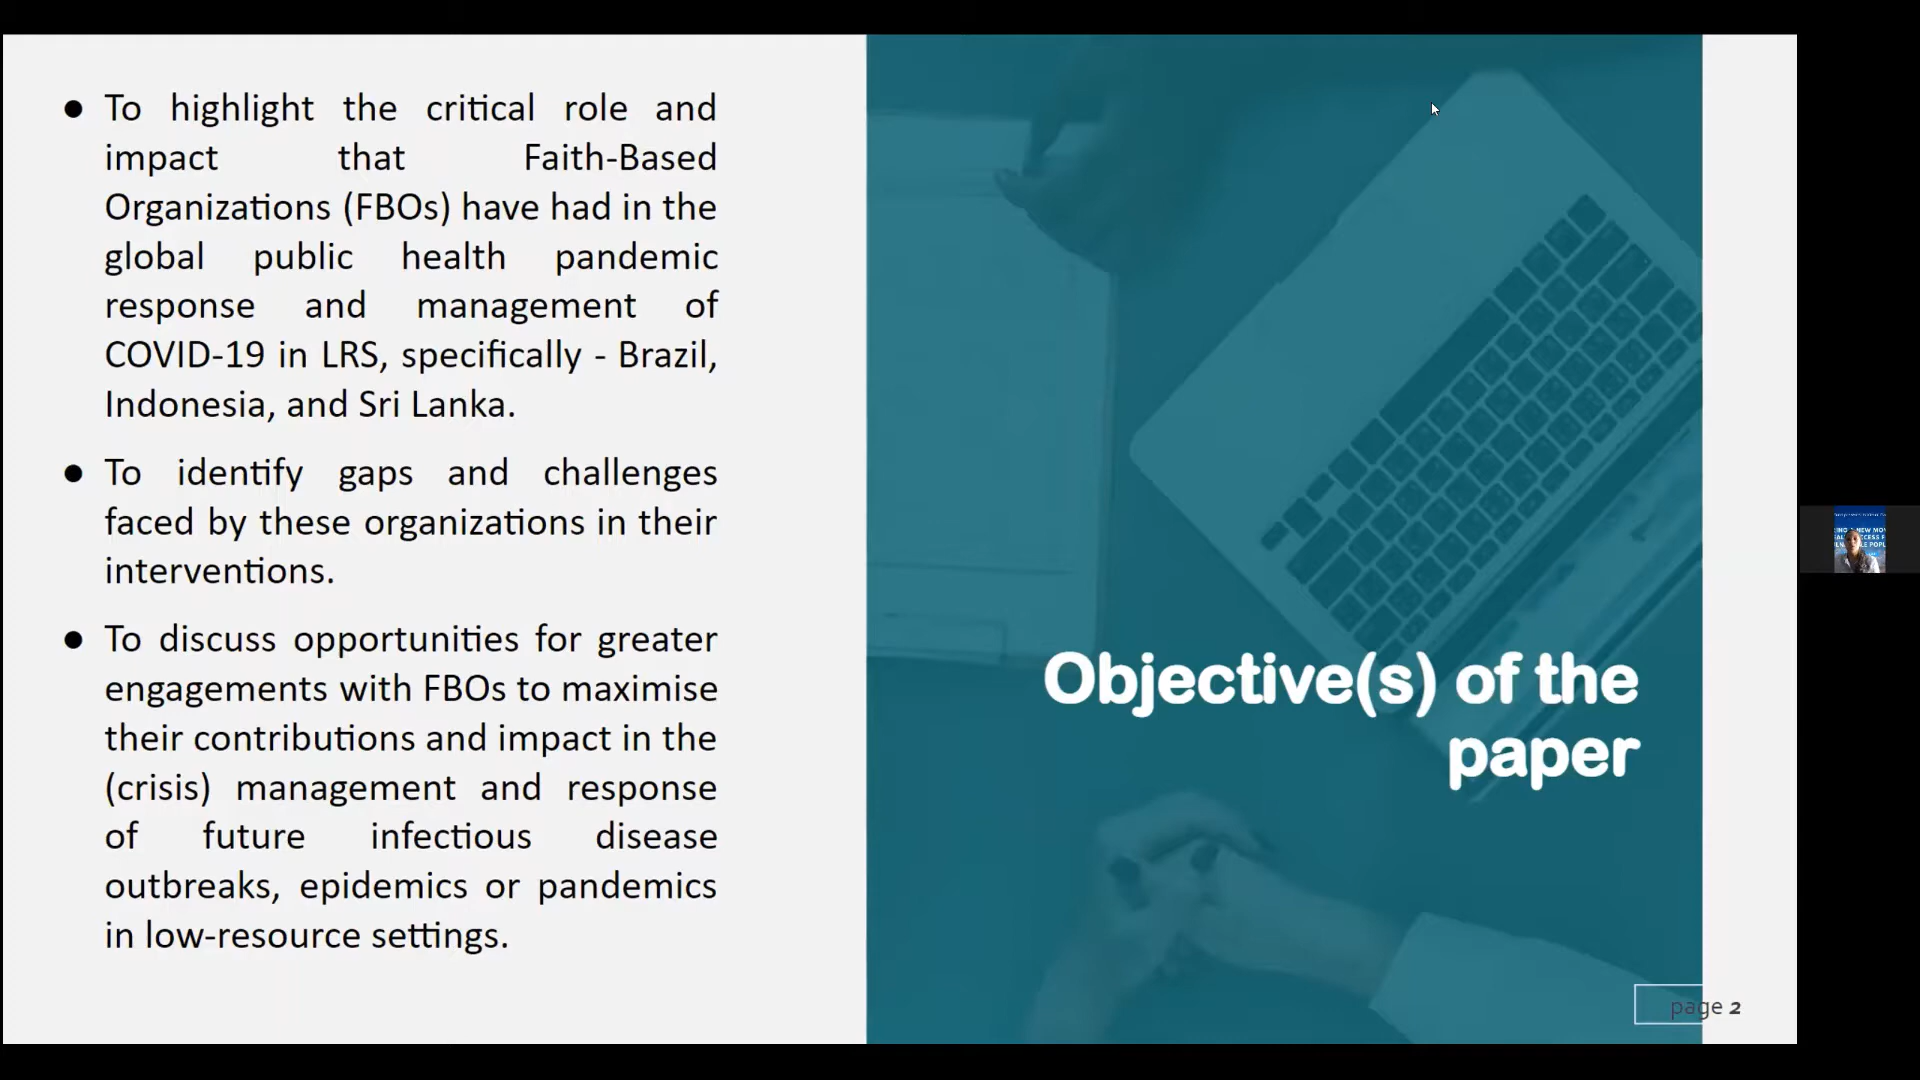 ● To highlight the critical role and
impact that Faith-Based
Organizations (FBOs) have had in the
global public health pandemic
response and management of
COVID-19 in LRS, specifically - Brazil,
Indonesia, and Sri Lanka.
● To identify gaps and challenges
faced by these organizations in their
interventions.
● To discuss opportunities for greater
engagements with FBOs to maximise
their contributions and impact in the
(crisis) management and response
of future infectious disease
outbreaks, epidemics or pandemics
in low-resource settings.
Objective(s) of the
paper
page 2